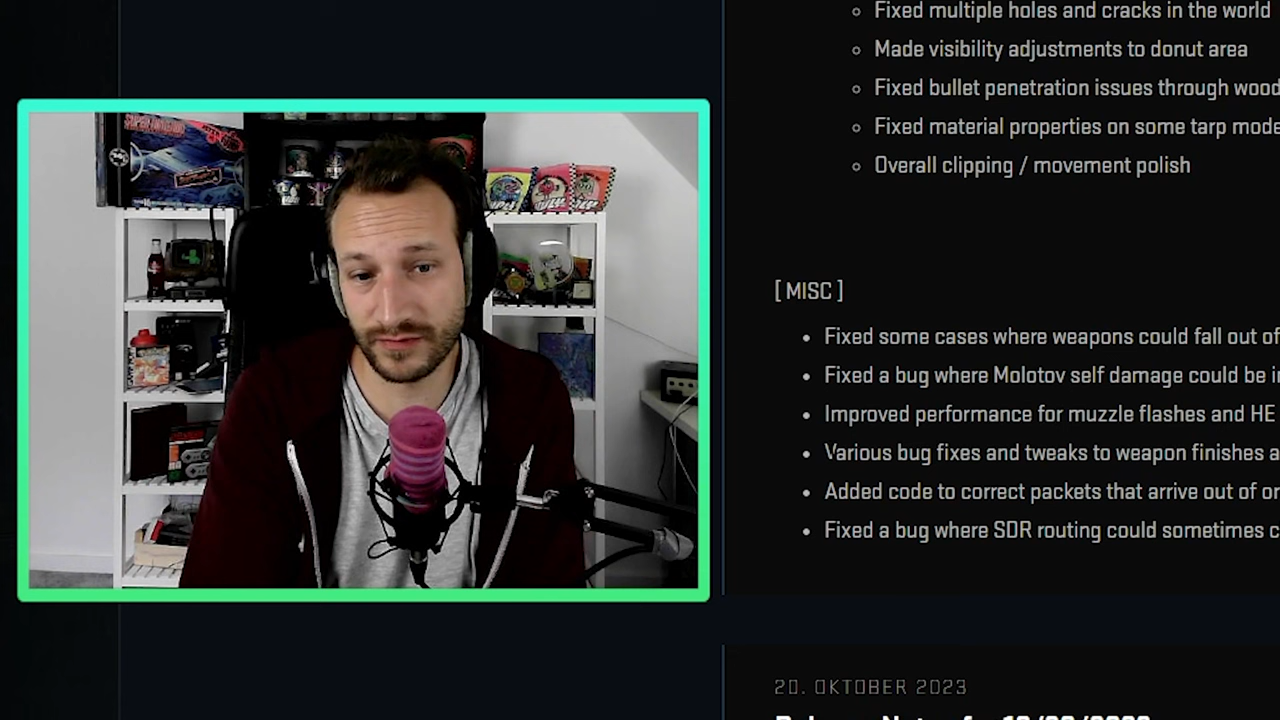 Fixed multiple holes and cracks in the world
Made visibility adjustments to donut area
Fixed bullet penetration issues through wood
Fixed material properties on some tarp mode
Overall clipping / movement polish
[ MISC ]
Fixed some cases where weapons could fall out of
Fixed a bug where Molotov self damage could be i
Improved performance for muzzle flashes and HE
Various bug fixes and tweaks to weapon finishes a
Added code to correct packets that arrive out of or
Fixed a bug where SDR routing could sometimes c
20. OKTOBER 2023